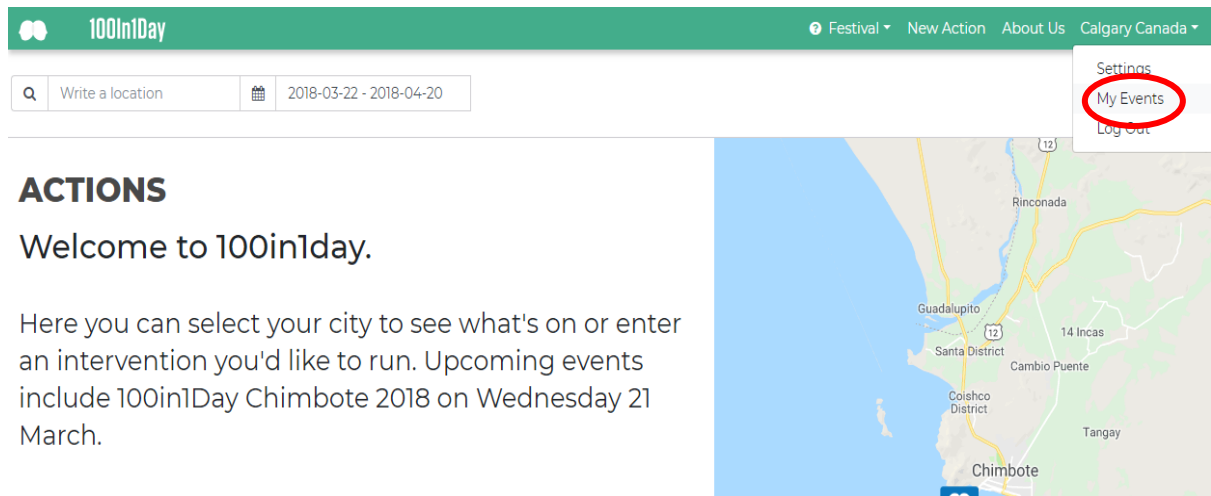 100In1Day
Festival New Action About Us Calgary Canada
Settings
My Events
Log Out
Write a location 2018-03-22 - 2018-04-20
ACTIONS
Welcome to 100in1day.
Here you can select your city to see what's on or enter
an intervention you'd like to run. Upcoming events
include 100in1Day Chimbote 2018 on Wednesday 21
March.
12
Rinconada
Guadalupito
12
14 Incas
Santa District
Cambio Puente
Coishco
District
Tangay
Chimbote